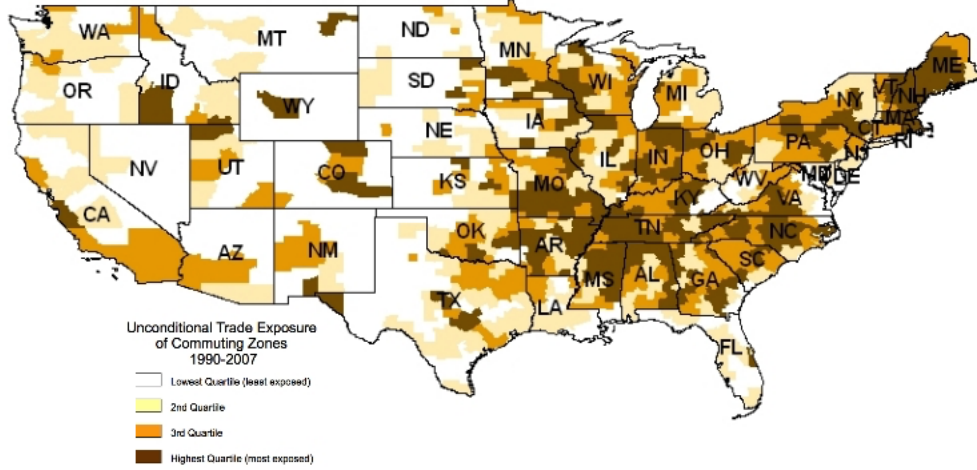 WA
MT
ND
MN
ME
OR
ID
SD
WI
MI
NY
VT
NH
WY
MA
CT
RI
IA
NE
PA
NJ
NV
UT
CO
IL
IN
OH
MD
DE
KS
MO
WV
VA
CA
KY
AZ
NM
OK
AR
TN
NC
SC
MS
AL
GA
TX
LA
FL
Unconditional Trade Exposure
of Commuting Zones
1990-2007
Lowest Quartile (least exposed)
2nd Quartile
3rd Quartile
Highest Quartile (most exposed)